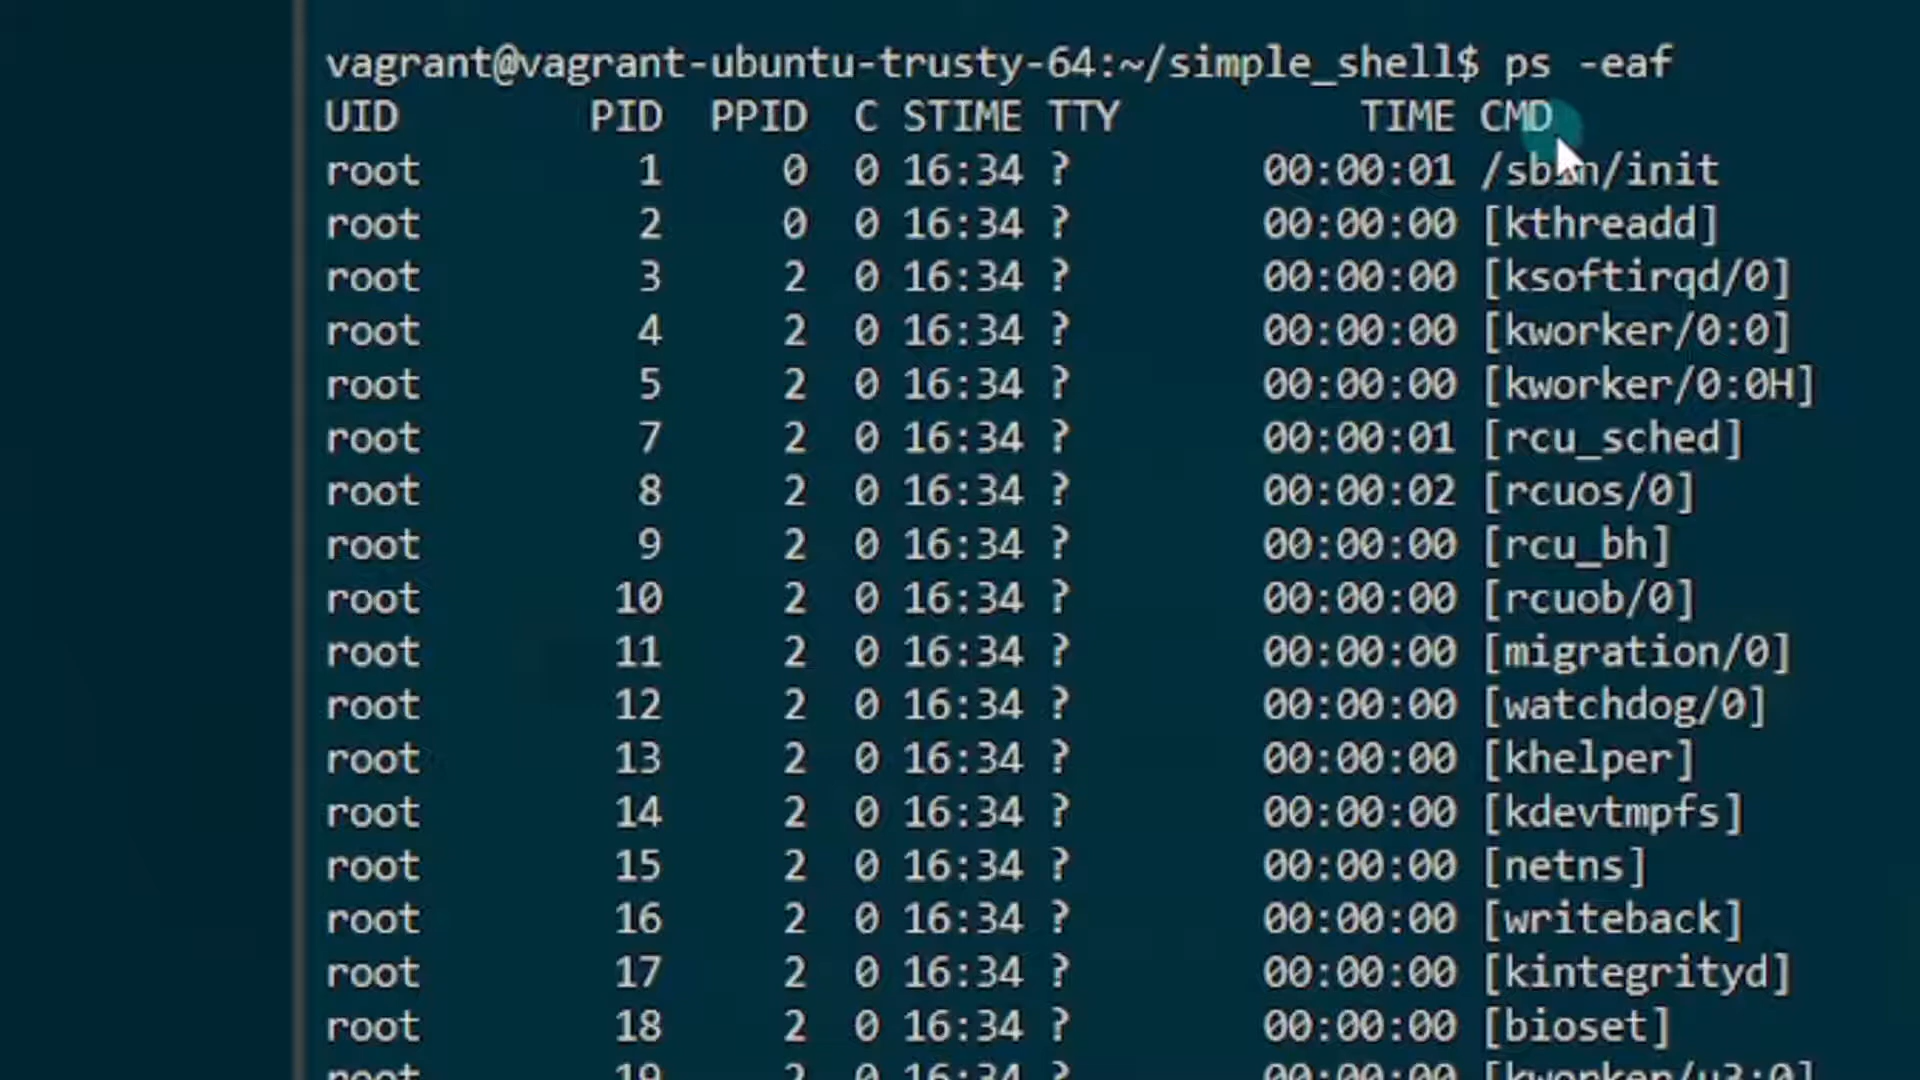 vagrant@vagrant-ubuntu-trusty-64:~/simple_shell$ ps -eaf
UID PID PPID C STIME TTY TIME CMD
root 1 0 0 16:34 ? 00:00:01 /sbin/init
root 2 0 0 16:34 ? 00:00:00 [kthreadd]
root 3 2 0 16:34 ? 00:00:00 [ksoftirqd/0]
root 4 2 0 16:34 ? 00:00:00 [kworker/0:0]
root 5 2 0 16:34 ? 00:00:00 [kworker/0:0H]
root 7 2 0 16:34 ? 00:00:01 [rcu_sched]
root 8 2 0 16:34 ? 00:00:02 [rcuos/0]
root 9 2 0 16:34 ? 00:00:00 [rcu_bh]
root 10 2 0 16:34 ? 00:00:00 [rcuob/0]
root 11 2 0 16:34 ? 00:00:00 [migration/0]
root 12 2 0 16:34 ? 00:00:00 [watchdog/0]
root 13 2 0 16:34 ? 00:00:00 [khelper]
root 14 2 0 16:34 ? 00:00:00 [kdevtmpfs]
root 15 2 0 16:34 ? 00:00:00 [netns]
root 16 2 0 16:34 ? 00:00:00 [writeback]
root 17 2 0 16:34 ? 00:00:00 [kintegrityd]
root 18 2 0 16:34 ? 00:00:00 [bioset]
root 19 2 0 16:34 ? 00:00:00 [kworker/u3:0]